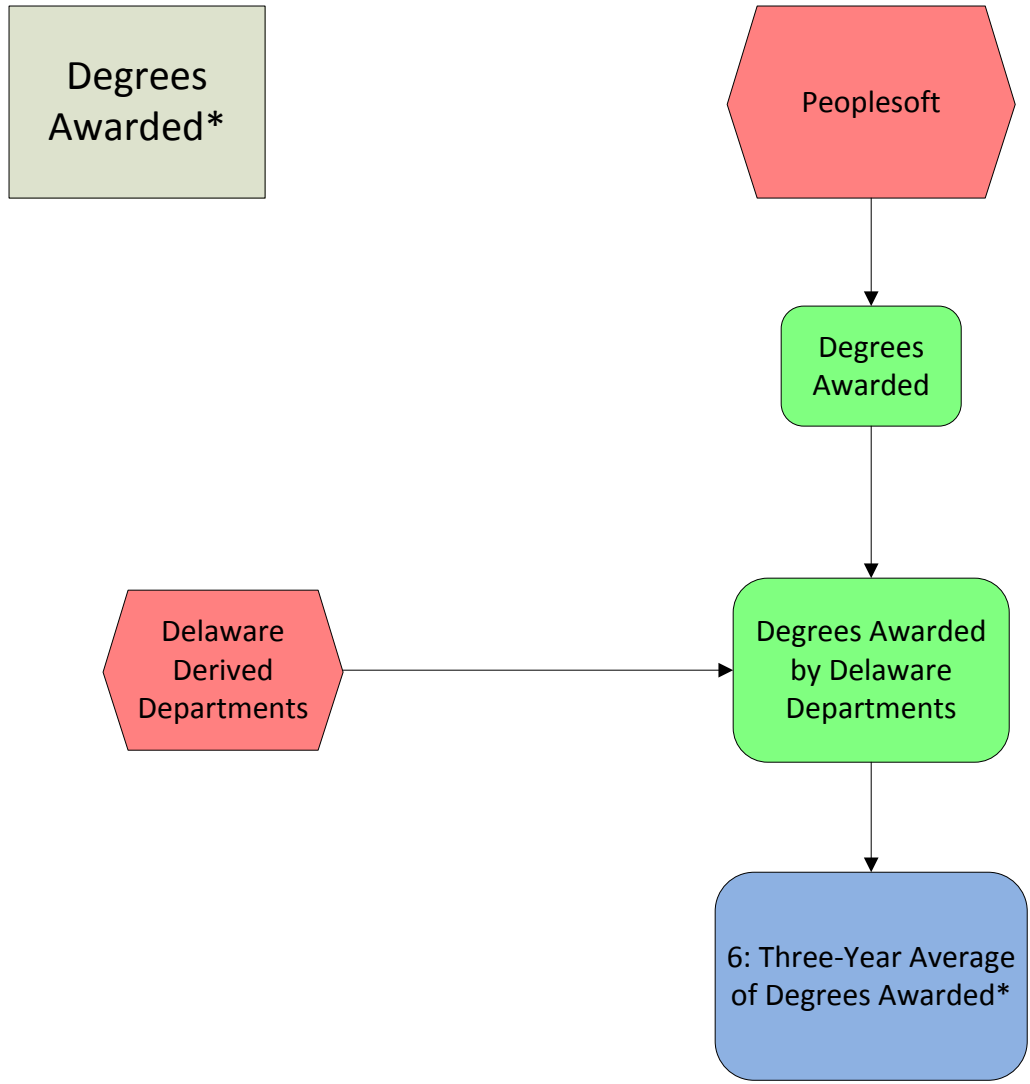 Degrees
Awarded*
Peoplesoft
Degrees
Awarded
Delaware
Derived
Departments
Degrees Awarded
by Delaware
Departments
6: Three-Year Average
of Degrees Awarded*